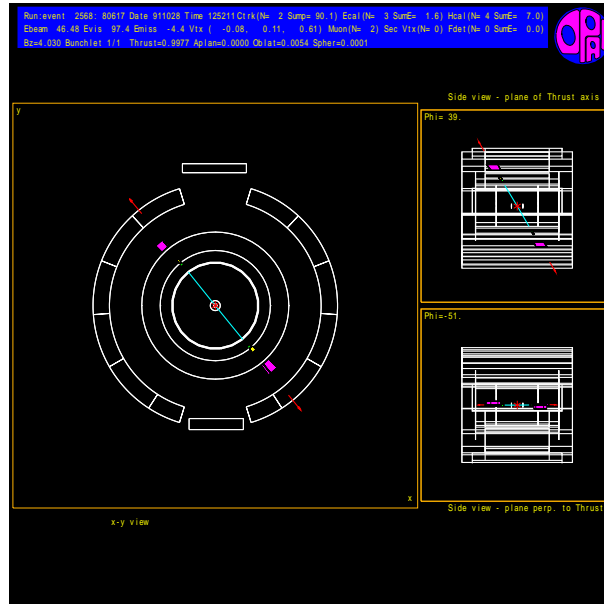 Run:event 2568: 80617 Date 911028 Time 125211 Ctrk(N= 2 Sump= 90.1) Ecal(N= 3 SumE= 1.6) Hcal(N= 4 SumE= 7.0)
Ebeam 46.48 Evis 97.4 Emiss -4.4 Vtx ( -0.08, 0.11, 0.61) Muon(N= 2) Sec Vtx(N= 0) Fdet(N= 0 SumE= 0.0)
Bz=4.030 Bunchlet 1/1 Thrust=0.9977 Aplan=0.0000 Oblat=0.0054 Spher=0.0001
Side view - plane of Thrust axis
y
Phi= 39.
Phi=-51.
x
Side view - plane perp. to Thrust
x-y view